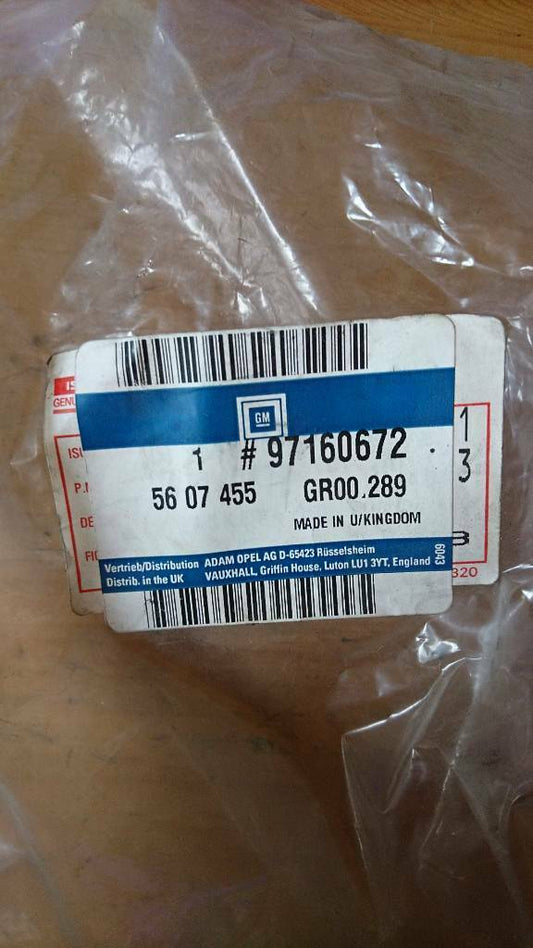 GM
1 # 97160672
56 07 455 GR00.289
MADE IN U/KINGDOM
Vertrieb/Distribution ADAM OPEL AG D-65423 Rüsselsheim
Distrib. in the UK VAUXHALL, Griffin House, Luton LU1 3YT, England
6043
1
3
320